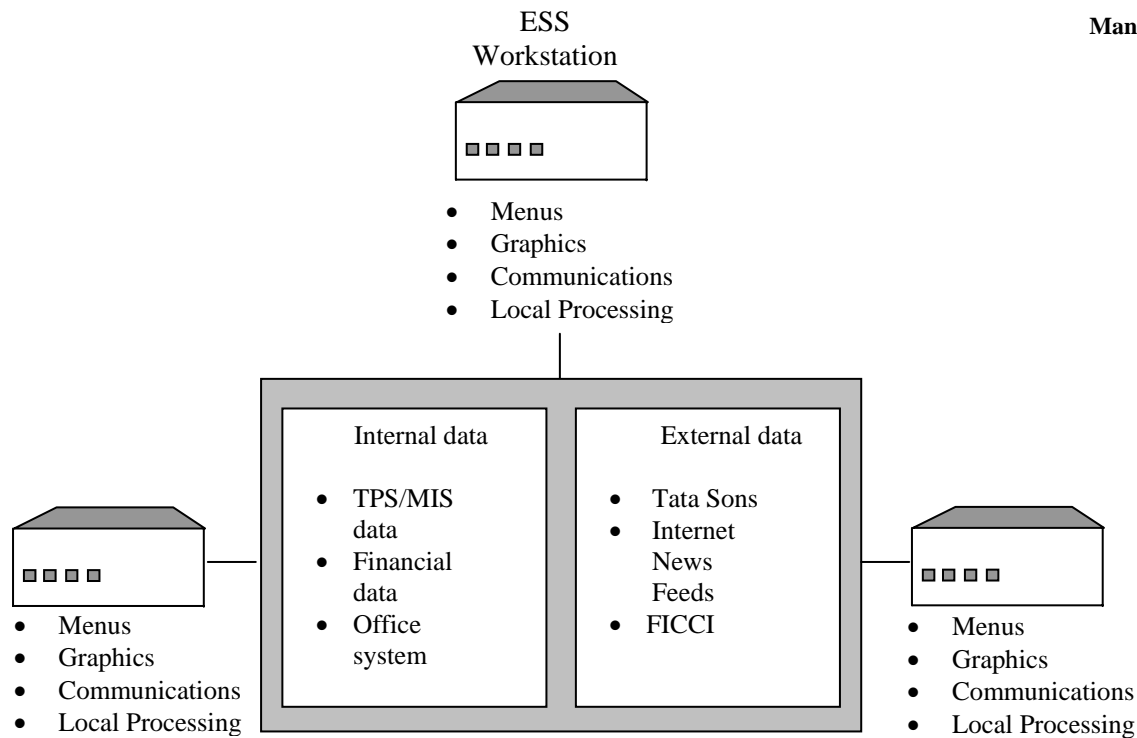 ESS
Workstation
Man
• Menus
• Graphics
• Communications
• Local Processing
Internal data
• TPS/MIS
data
• Financial
data
• Office
system
External data
• Tata Sons
• Internet
News
Feeds
• FICCI
• Menus
• Graphics
• Communications
• Local Processing
• Menus
• Graphics
• Communications
• Local Processing